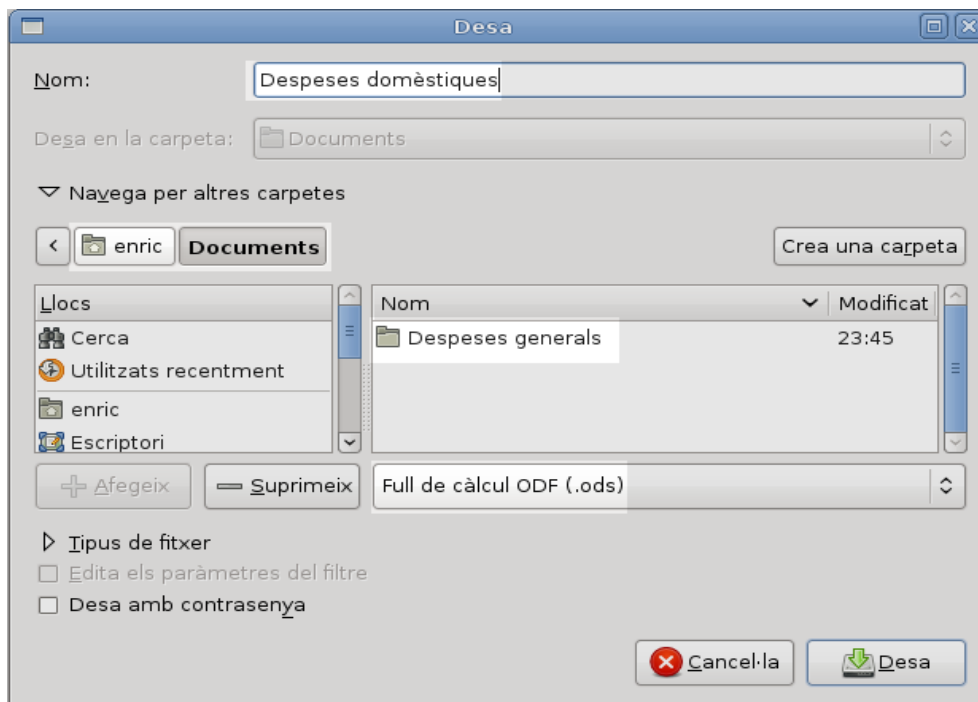 Desa
Nom: Despeses domèstiques
Desa en la carpeta: Documents
Navega per altres carpetes
enric Documents Crea una carpeta
Llocs Nom Modificat
Cerca Despeses generals 23:45
Utilitzats recentment
enric
Escriptori
Afegeix Suprimeix Full de càlcul ODF (.ods)
Tipus de fitxer
Edita els paràmetres del filtre
Desa amb contrasenya
Cancel·la Desa